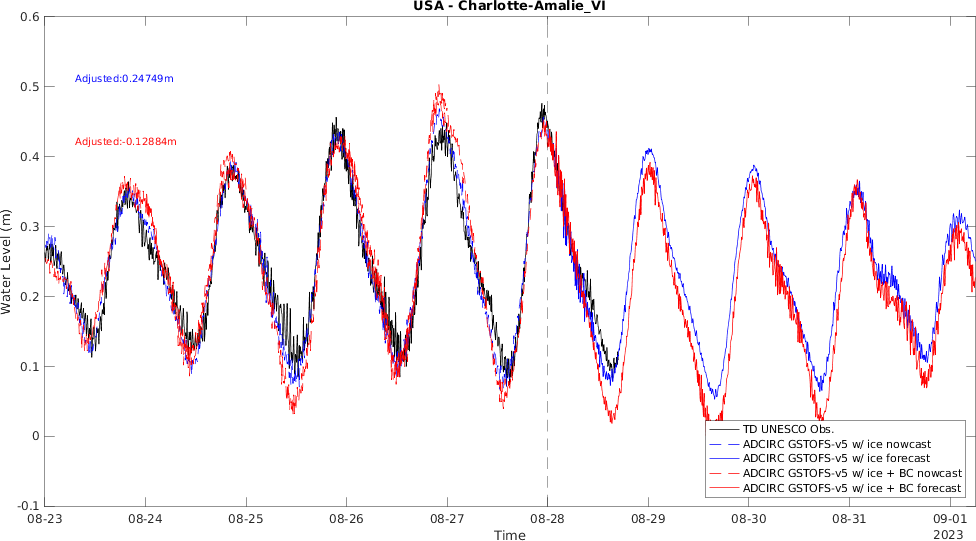 USA - Charlotte-Amalie_VI
0.6
0.5
0.4
0.3
0.2
0.1
0
-0.1
Water Level (m)
Adjusted:0.24749m
Adjusted:-0.12884m
TD UNESCO Obs.
ADCIRC GSTOFS-v5 w/ ice nowcast
ADCIRC GSTOFS-v5 w/ ice forecast
ADCIRC GSTOFS-v5 w/ ice + BC nowcast
ADCIRC GSTOFS-v5 w/ ice + BC forecast
08-23 08-24 08-25 08-26 08-27 08-28 08-29 08-30 08-31 09-01
2023
Time